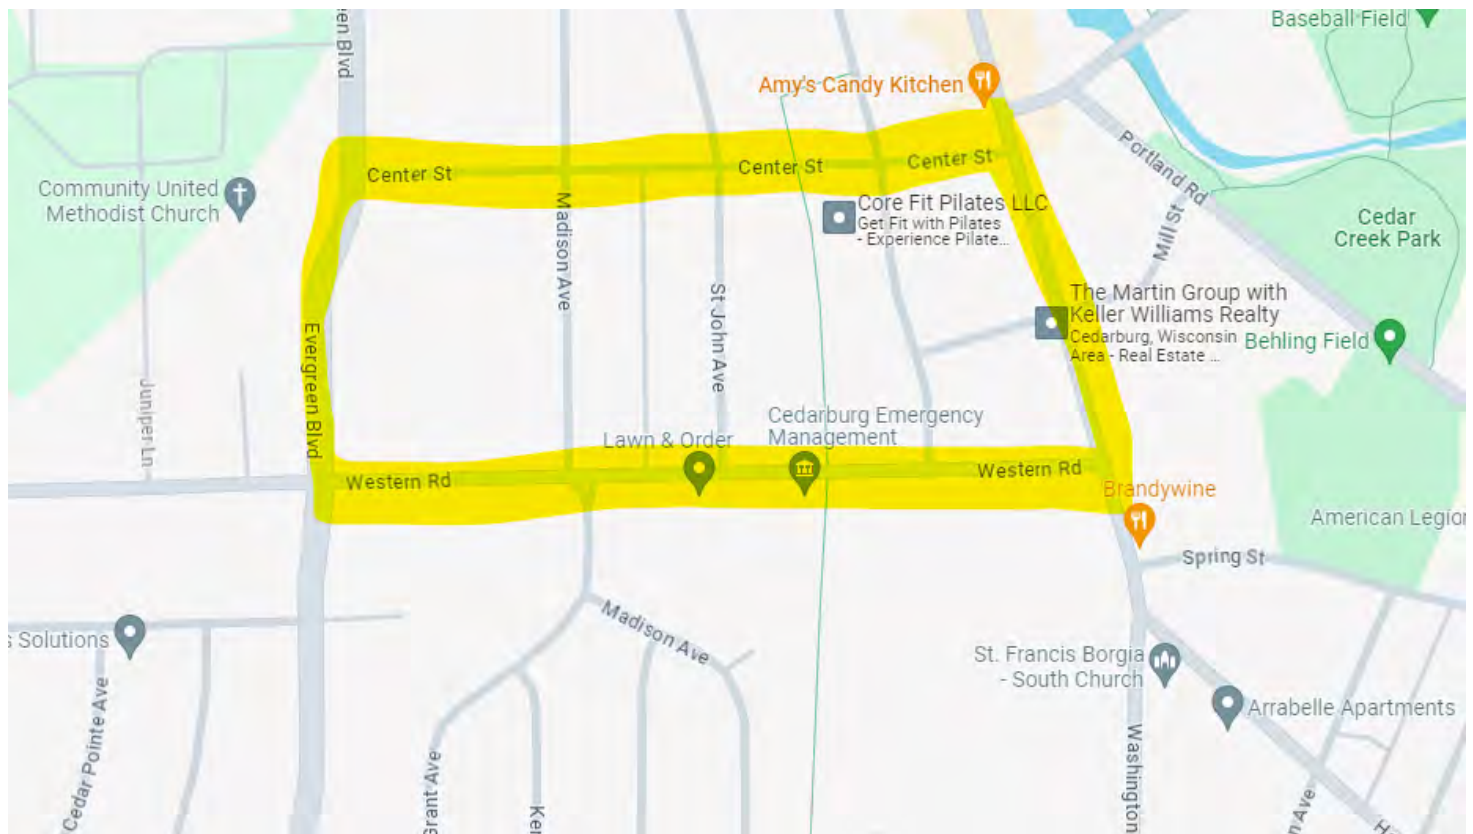 Baseball Field
een Blvd
Amy's Candy Kitchen
Center St
Center St
Center St
Portland Rd
Community United
Methodist Church
Madison Ave
Core Fit Pilates LLC
Get Fit with Pilates
- Experience Pilate...
Mill St
Cedar
Creek Park
St John Ave
The Martin Group with
Keller Williams Realty
Cedarburg, Wisconsin
Area - Real Estate ...
Behling Field
Evergreen Blvd
Juniper Ln
Lawn & Order
Cedarburg Emergency
Management
Western Rd
Western Rd
Brandywine
American Legion
Spring St
s Solutions
Madison Ave
St. Francis Borgia
- South Church
Arrabelle Apartments
Cedar Pointe Ave
Grant Ave
Ken
Washington
n Ave
H